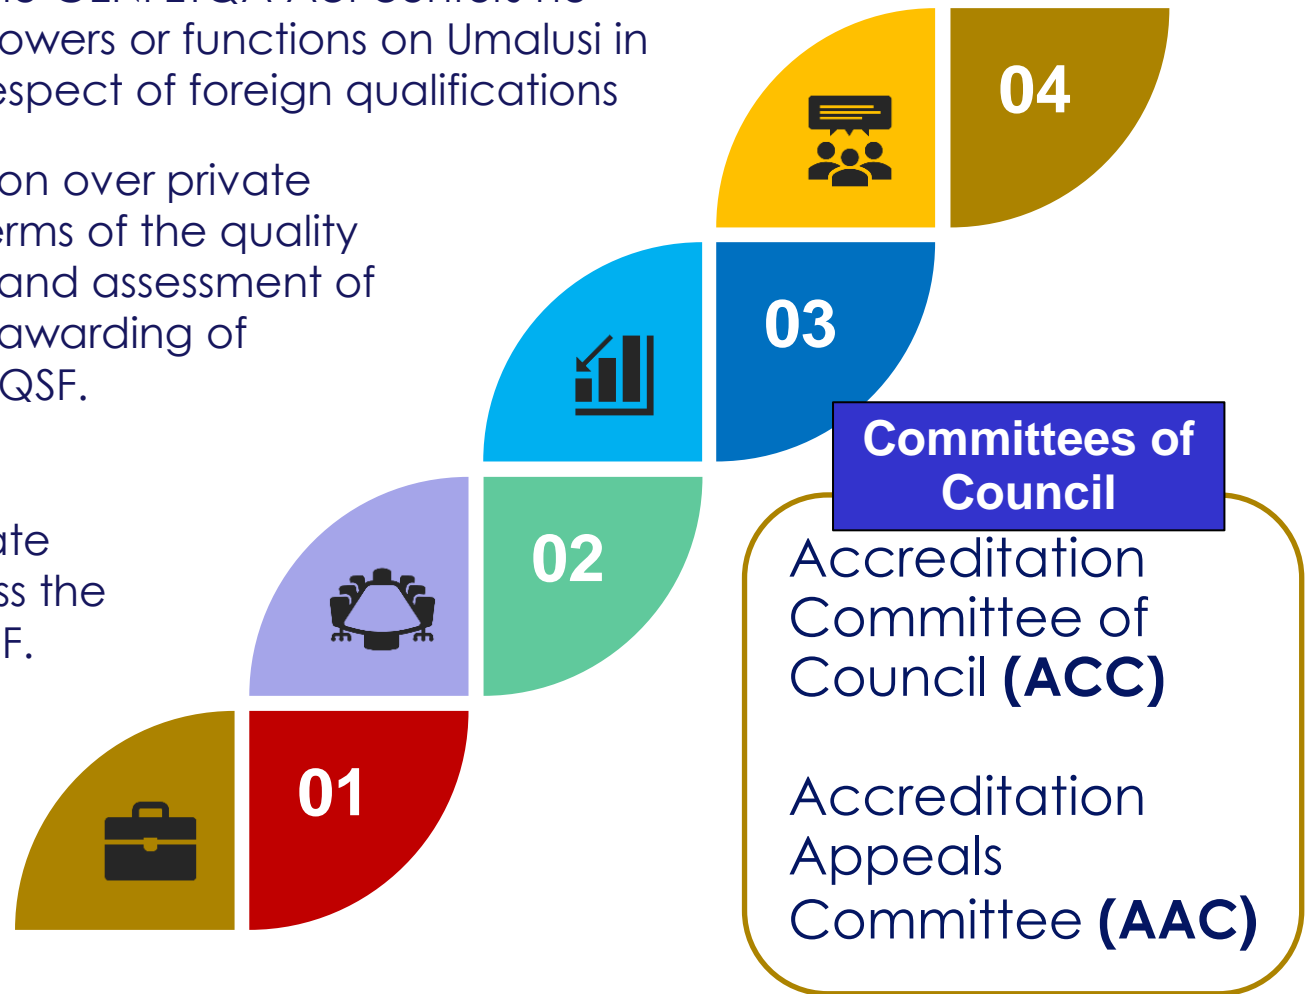 owers or functions on Umalusi in
espect of foreign qualifications
on over private
erms of the quality
and assessment of
awarding of
QSF.
ate
ss the
F.
04
03
02
01
Committees of
Council
Accreditation
Committee of
Council (ACC)
Accreditation
Appeals
Committee (AAC)